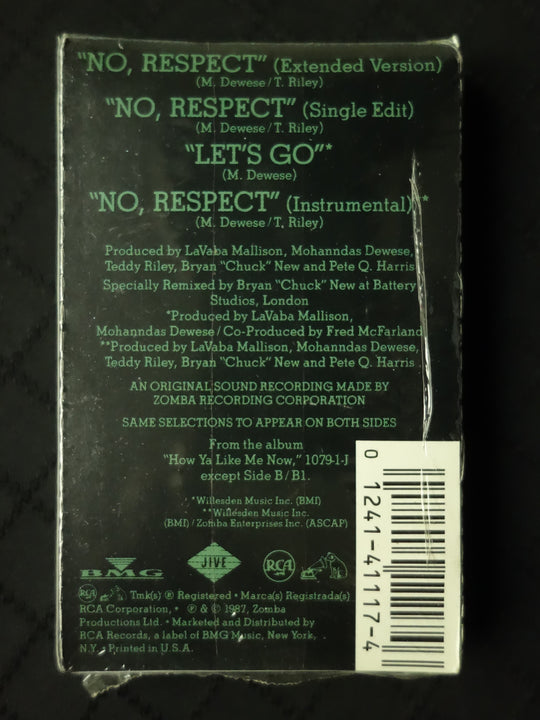 "NO, RESPECT" (Extended Version)
(M. Dewese/T. Riley)
"NO, RESPECT" (Single Edit)
(M. Dewese/T. Riley)
"LET'S GO"*
(M. Dewese)
"NO, RESPECT" (Instrumental)**
(M. Dewese/T. Riley)
Produced by LaVaba Mallison, Mohanndas Dewese,
Teddy Riley, Bryan "Chuck" New and Pete Q. Harris
Specially Remixed by Bryan "Chuck" New at Battery
Studios, London
*Produced by LaVaba Mallison,
Mohanndas Dewese/Co-Produced by Fred McFarland
**Produced by LaVaba Mallison, Mohanndas Dewese,
Teddy Riley, Bryan "Chuck" New and Pete Q. Harris
AN ORIGINAL SOUND RECORDING MADE BY
ZOMBA RECORDING CORPORATION
SAME SELECTIONS TO APPEAR ON BOTH SIDES
From the album
"How Ya Like Me Now," 1079-1-J
except Side B/B1.
*Willesden Music Inc. (BMI)
**Willesden Music Inc.
(BMI)/Zomba Enterprises Inc. (ASCAP)
BMG JIVE RCA
RCA Tmk(s) ® Registered • Marca(s) Registrada(s)
RCA Corporation, • ℗ & © 1987, Zomba
Productions Ltd. • Marketed and Distributed by
RCA Records, a label of BMG Music, New York,
N.Y. • Printed in U.S.A.
0 1241-41117-4